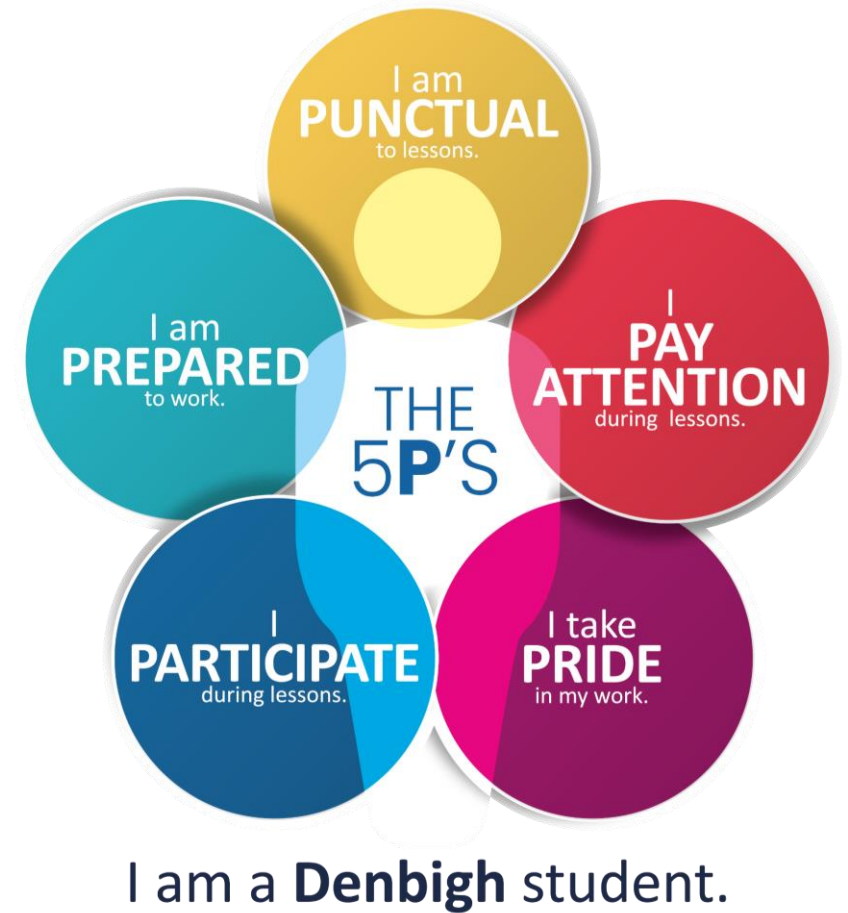 I am
PUNCTUAL
to lessons.
I
PAY
ATTENTION
during lessons.
I take
PRIDE
in my work.
I
PARTICIPATE
during lessons.
I am
PREPARED
to work.
THE
5P'S
I am a Denbigh student.